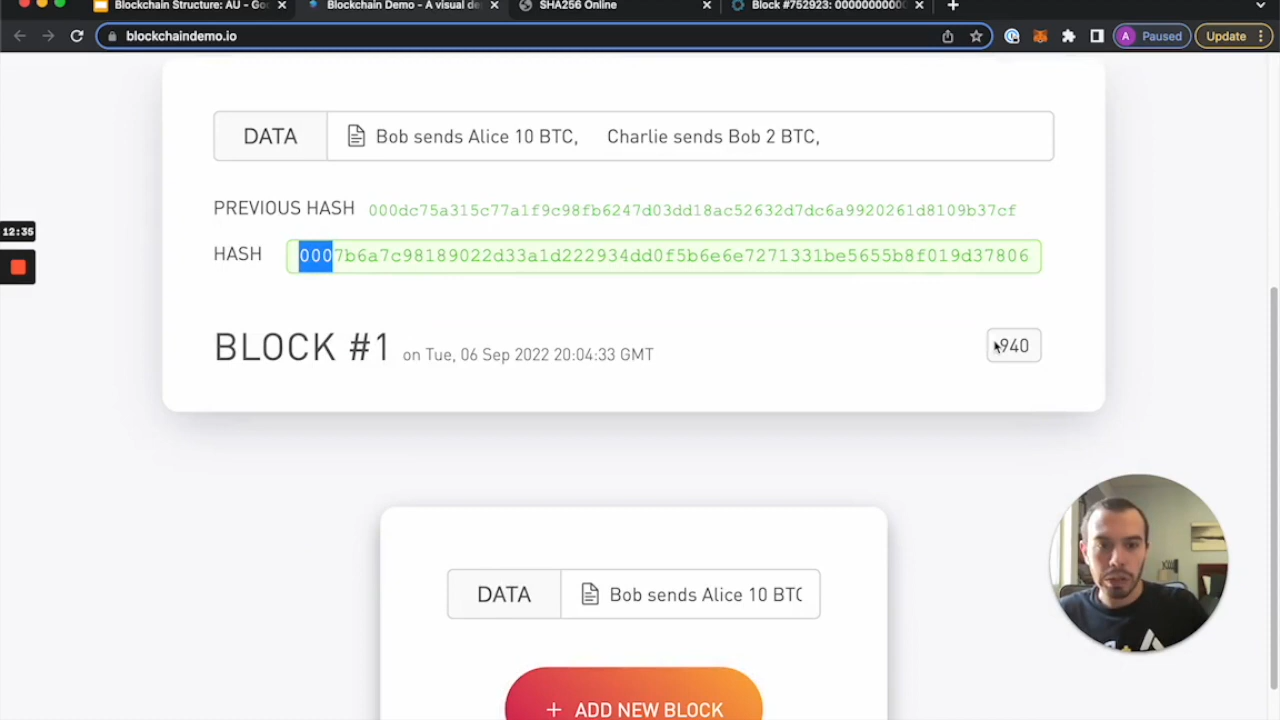 Blockchain Structure: AU - Goo
Blockchain Demo - A visual de
SHA256 Online
Block #752923: 00000000000
blockchaindemo.io
A Paused
Update
DATA
Bob sends Alice 10 BTC, Charlie sends Bob 2 BTC,
PREVIOUS HASH 000dc75a315c77a1f9c98fb6247d03dd18ac52632d7dc6a9920261d8109b37cf
12:35
HASH 0007b6a7c98189022d33a1d222934dd0f5b6e6e7271331be5655b8f019d37806
BLOCK #1 on Tue, 06 Sep 2022 20:04:33 GMT
940
DATA
Bob sends Alice 10 BTC
+ ADD NEW BLOCK